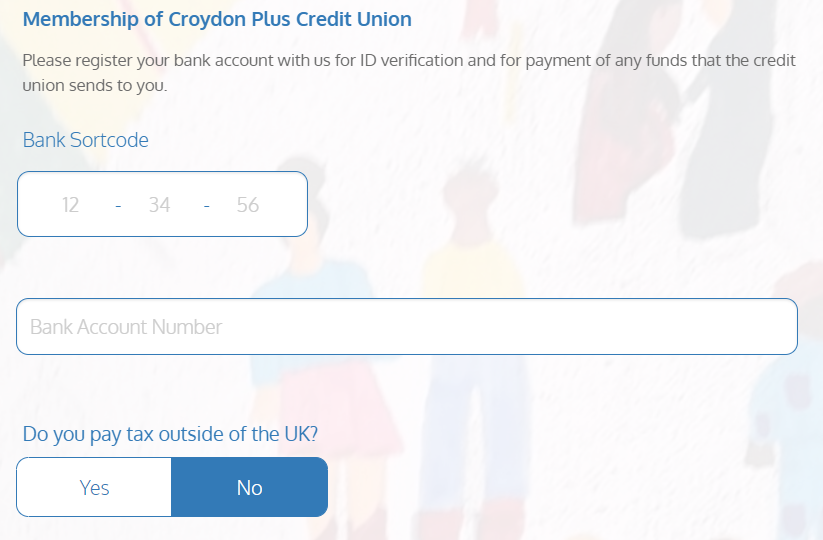 Membership of Croydon Plus Credit Union
Please register your bank account with us for ID verification and for payment of any funds that the credit
union sends to you.
Bank Sortcode
12 - 34 - 56
Bank Account Number
Do you pay tax outside of the UK?
Yes No